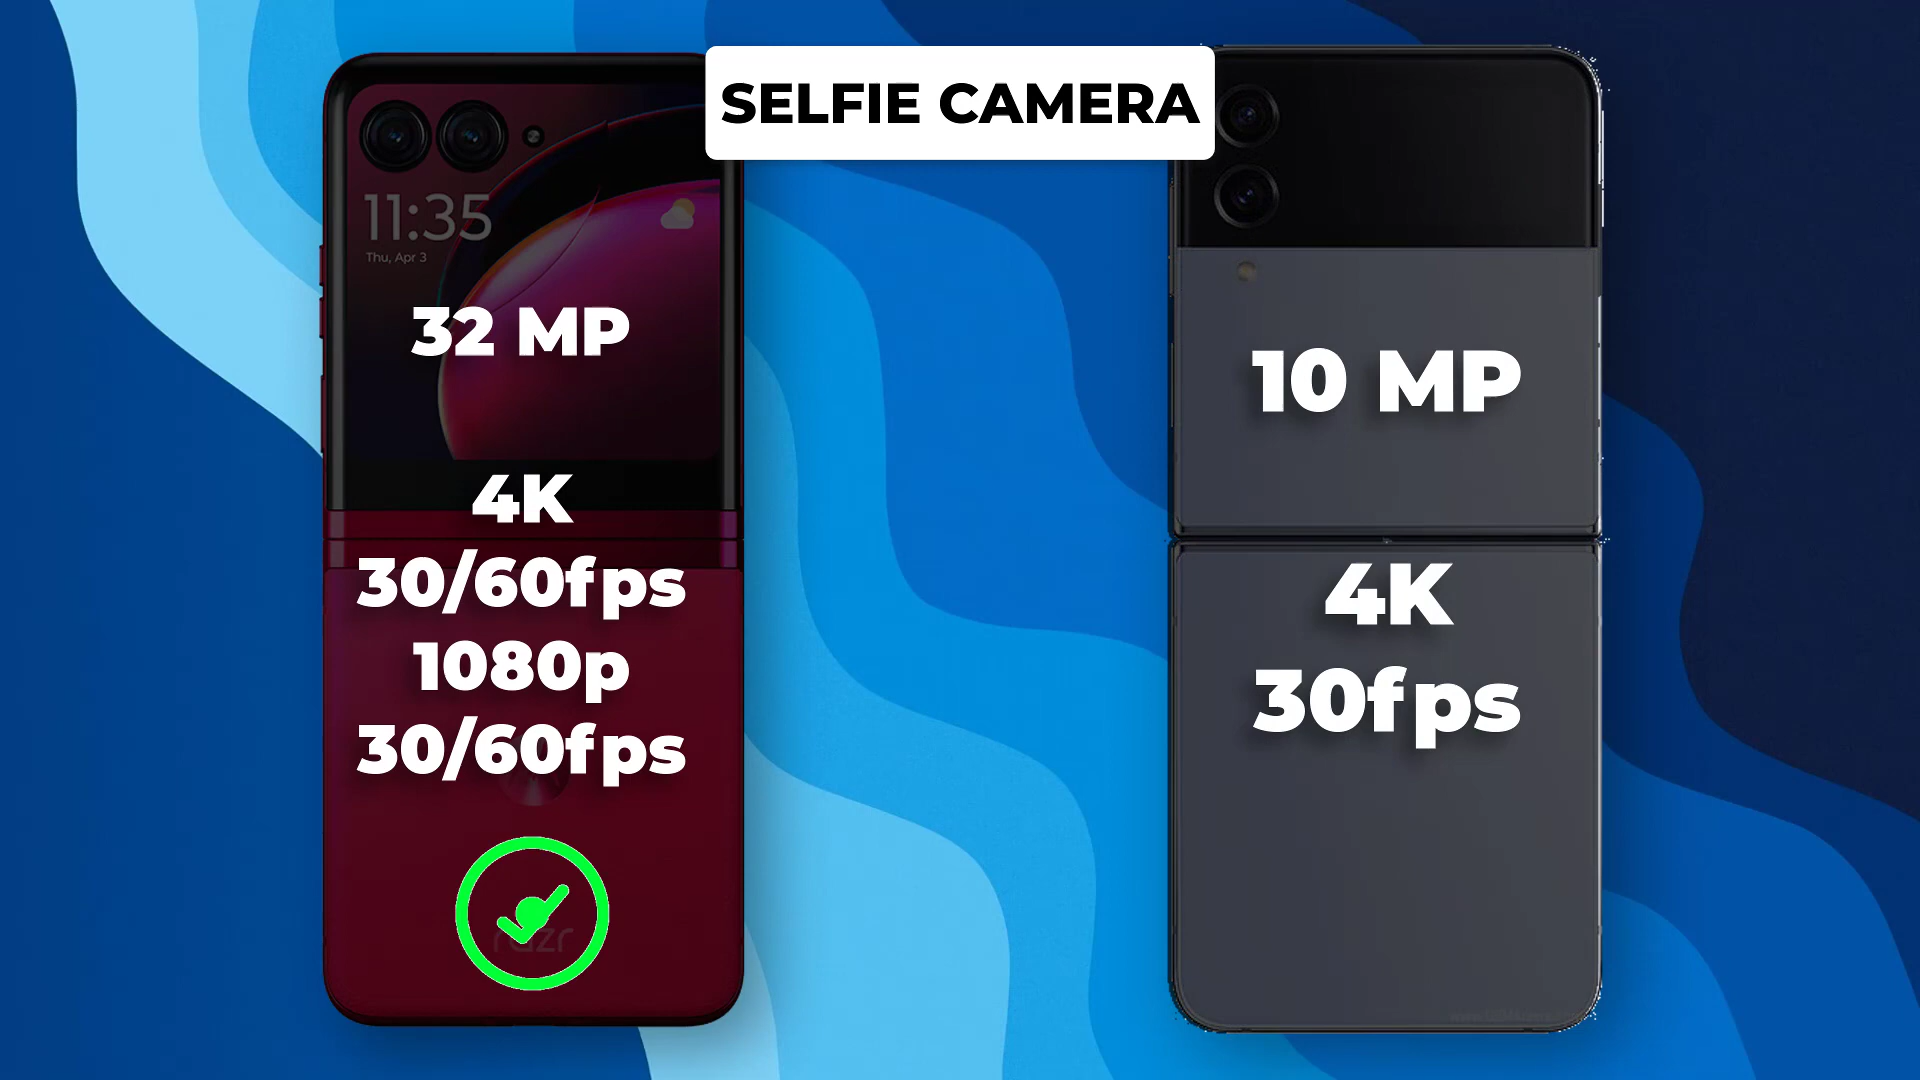 SELFIE CAMERA
11:35
Thu, Apr 3
32 MP
4K
30/60fps
1080p
30/60fps
razr
10 MP
4K
30fps